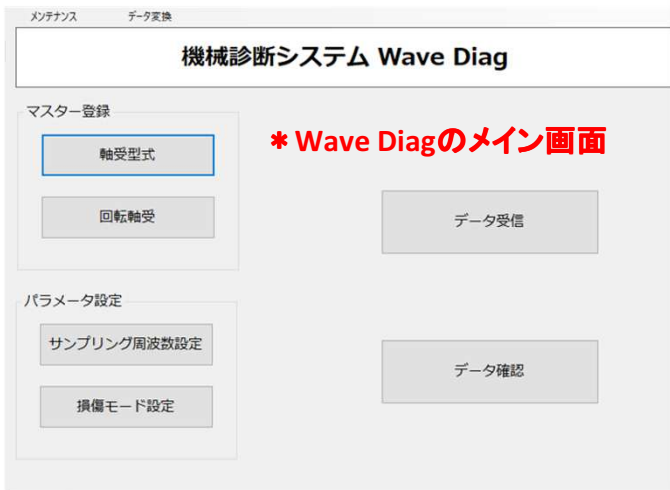 メンテナンス データ変換
機械診断システム Wave Diag
マスター登録
軸受型式
回転軸受
＊Wave Diagのメイン画面
データ受信
パラメータ設定
サンプリング周波数設定
損傷モード設定
データ確認